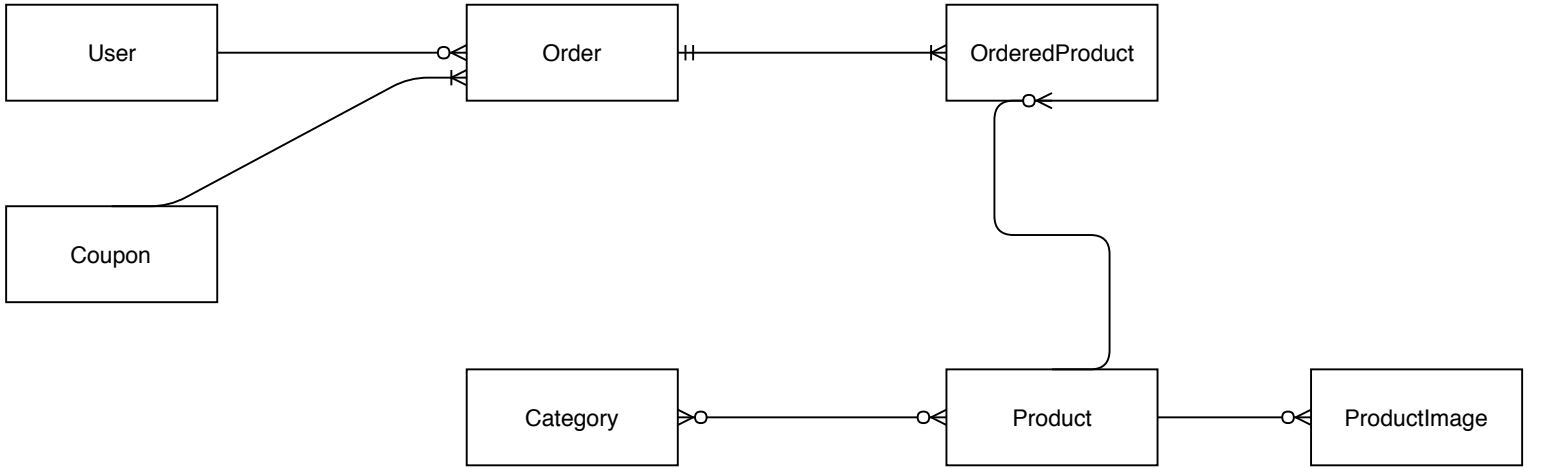 User
Order
OrderedProduct
Coupon
Category
Product
ProductImage